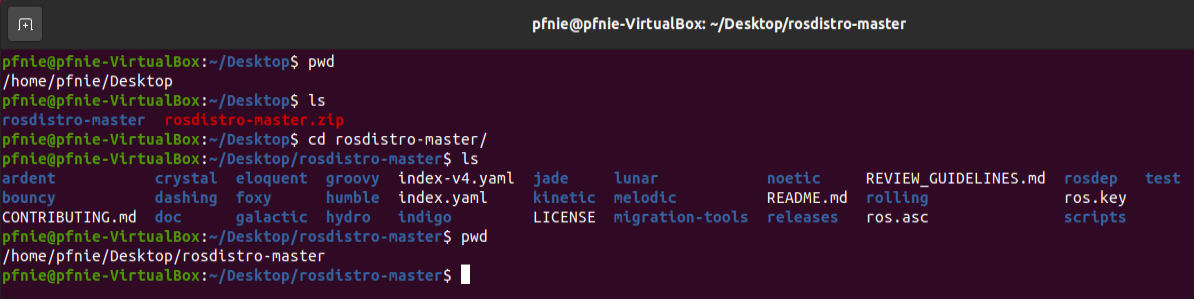 pfnie@pfnie-VirtualBox: ~/Desktop/rosdistro-master
pfnie@pfnie-VirtualBox:~/Desktop$ pwd
/home/pfnie/Desktop
pfnie@pfnie-VirtualBox:~/Desktop$ ls
rosdistro-master  rosdistro-master.zip
pfnie@pfnie-VirtualBox:~/Desktop$ cd rosdistro-master/
pfnie@pfnie-VirtualBox:~/Desktop/rosdistro-master$ ls
ardent           crystal  eloquent  groovy  index-v4.yaml  jade     lunar            noetic     REVIEW_GUIDELINES.md  rosdep   test
bouncy           dashing  foxy      humble  index.yaml     kinetic  melodic          README.md  rolling               ros.key
CONTRIBUTING.md  doc      galactic  hydro   indigo         LICENSE  migration-tools  releases   ros.asc               scripts
pfnie@pfnie-VirtualBox:~/Desktop/rosdistro-master$ pwd
/home/pfnie/Desktop/rosdistro-master
pfnie@pfnie-VirtualBox:~/Desktop/rosdistro-master$